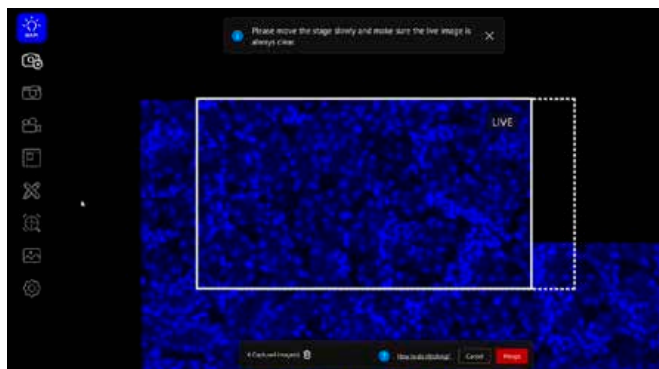 Please move the stage slowly and make sure the live image is
always clear.
LIVE
Captured image(s)
How to do stitching?
Cancel
Merge